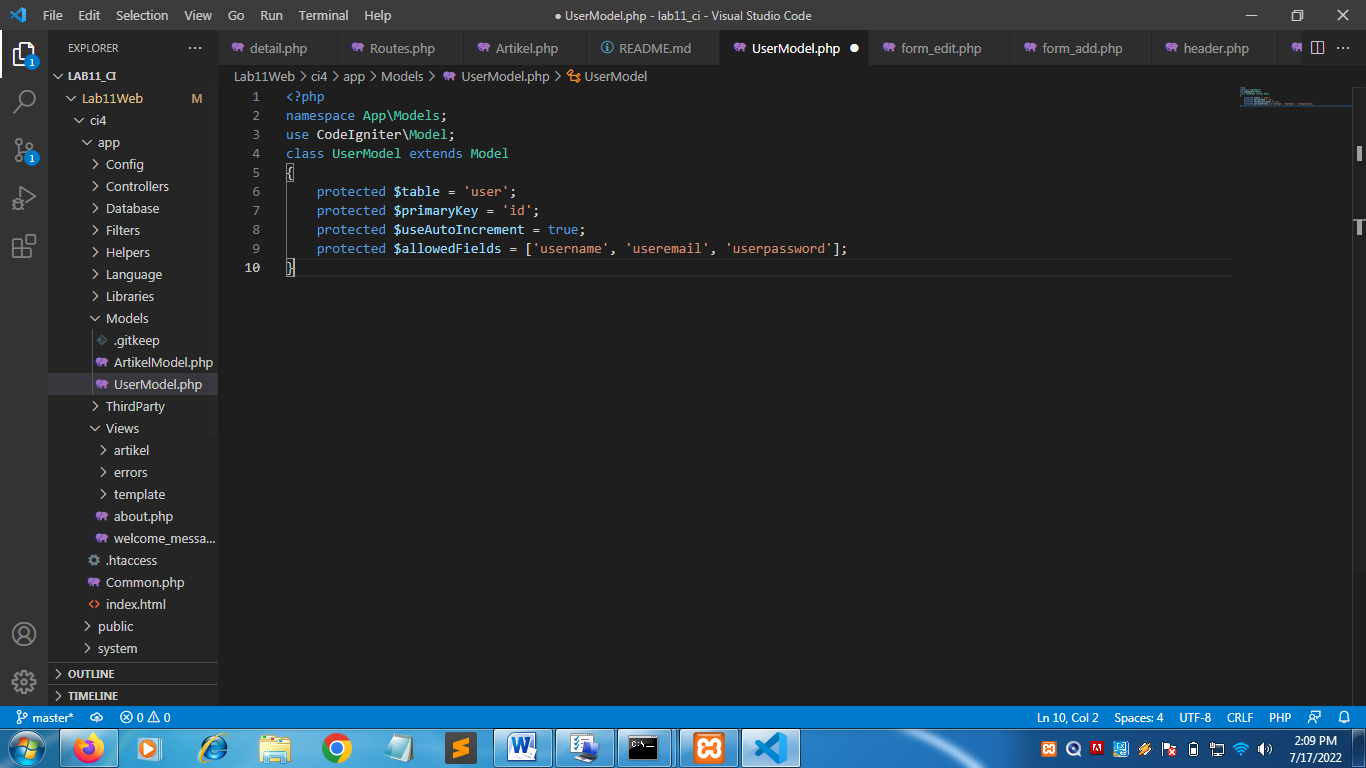 File Edit Selection View Go Run Terminal Help
● UserModel.php - lab11_ci - Visual Studio Code
EXPLORER ···
detail.php Routes.php Artikel.php README.md UserModel.php ● form_edit.php form_add.php header.php ···
LAB11_CI
Lab11Web M
ci4
app
Config
Controllers
Database
Filters
Helpers
Language
Libraries
Models
.gitkeep
ArtikelModel.php
UserModel.php
ThirdParty
Views
artikel
errors
template
about.php
welcome_messa...
.htaccess
Common.php
index.html
public
system
OUTLINE
TIMELINE
1
1
Lab11Web > ci4 > app > Models > UserModel.php > UserModel
1 <?php
2 namespace App\Models;
3 use CodeIgniter\Model;
4 class UserModel extends Model
5 {
6 protected $table = 'user';
7 protected $primaryKey = 'id';
8 protected $useAutoIncrement = true;
9 protected $allowedFields = ['username', 'useremail', 'userpassword'];
10 }
master* 0 0 Ln 10, Col 2 Spaces: 4 UTF-8 CRLF PHP
2:09 PM
7/17/2022